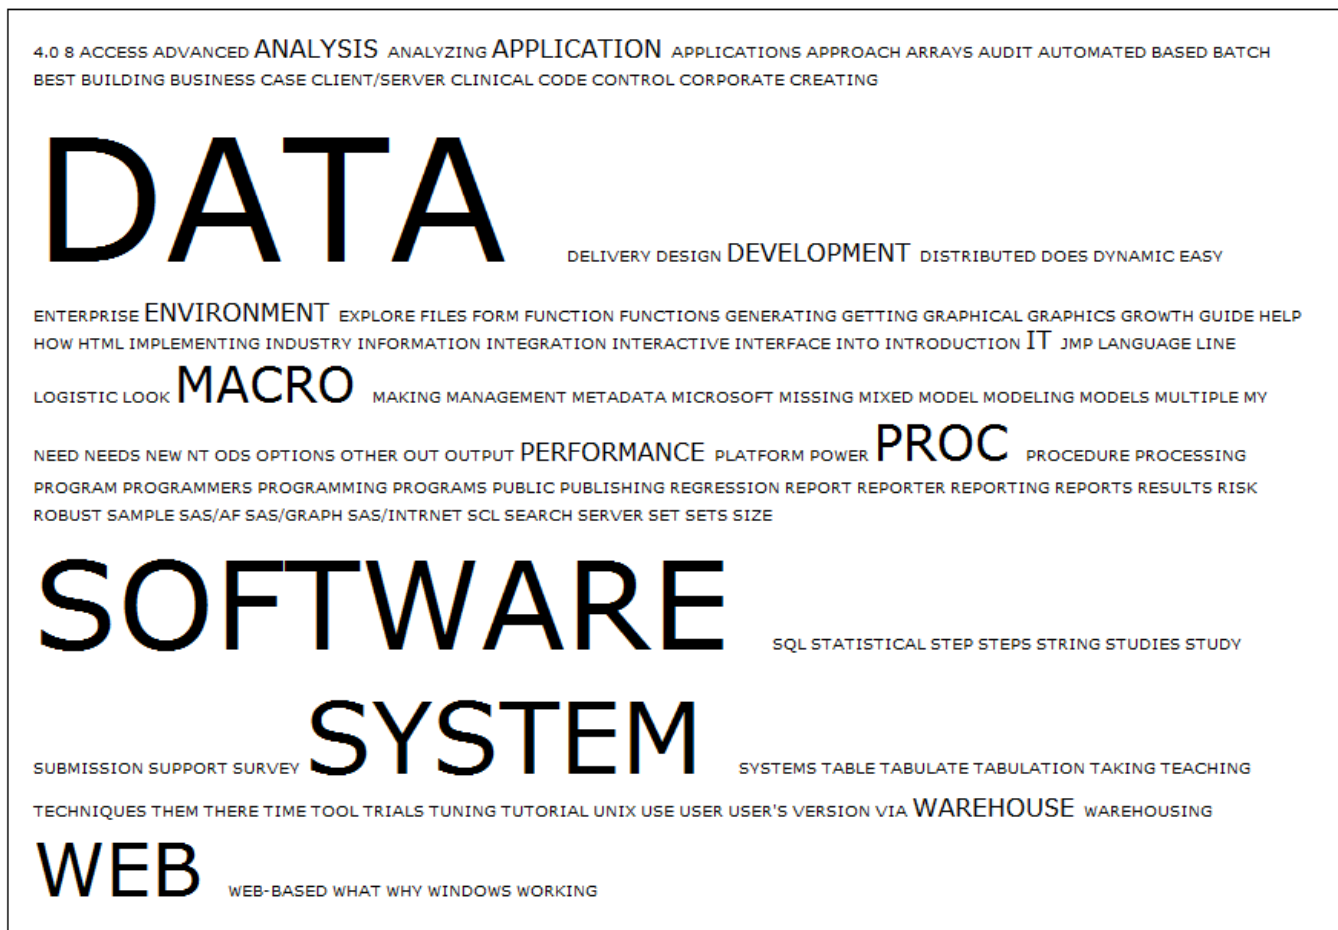 4.0 8 ACCESS ADVANCED ANALYSIS ANALYZING APPLICATION APPLICATIONS APPROACH ARRAYS AUDIT AUTOMATED BASED BATCH
BEST BUILDING BUSINESS CASE CLIENT/SERVER CLINICAL CODE CONTROL CORPORATE CREATING
DATA DELIVERY DESIGN DEVELOPMENT DISTRIBUTED DOES DYNAMIC EASY
ENTERPRISE ENVIRONMENT EXPLORE FILES FORM FUNCTION FUNCTIONS GENERATING GETTING GRAPHICAL GRAPHICS GROWTH GUIDE HELP
HOW HTML IMPLEMENTING INDUSTRY INFORMATION INTEGRATION INTERACTIVE INTERFACE INTO INTRODUCTION IT JMP LANGUAGE LINE
LOGISTIC LOOK MACRO MAKING MANAGEMENT METADATA MICROSOFT MISSING MIXED MODEL MODELING MODELS MULTIPLE MY
NEED NEEDS NEW NT ODS OPTIONS OTHER OUT OUTPUT PERFORMANCE PLATFORM POWER PROC PROCEDURE PROCESSING
PROGRAM PROGRAMMERS PROGRAMMING PROGRAMS PUBLIC PUBLISHING REGRESSION REPORT REPORTER REPORTING REPORTS RESULTS RISK
ROBUST SAMPLE SAS/AF SAS/GRAPH SAS/INTRNET SCL SEARCH SERVER SET SETS SIZE
SOFTWARE SQL STATISTICAL STEP STEPS STRING STUDIES STUDY
SUBMISSION SUPPORT SURVEY SYSTEM SYSTEMS TABLE TABULATE TABULATION TAKING TEACHING
TECHNIQUES THEM THERE TIME TOOL TRIALS TUNING TUTORIAL UNIX USE USER USER'S VERSION VIA WAREHOUSE WAREHOUSING
WEB WEB-BASED WHAT WHY WINDOWS WORKING